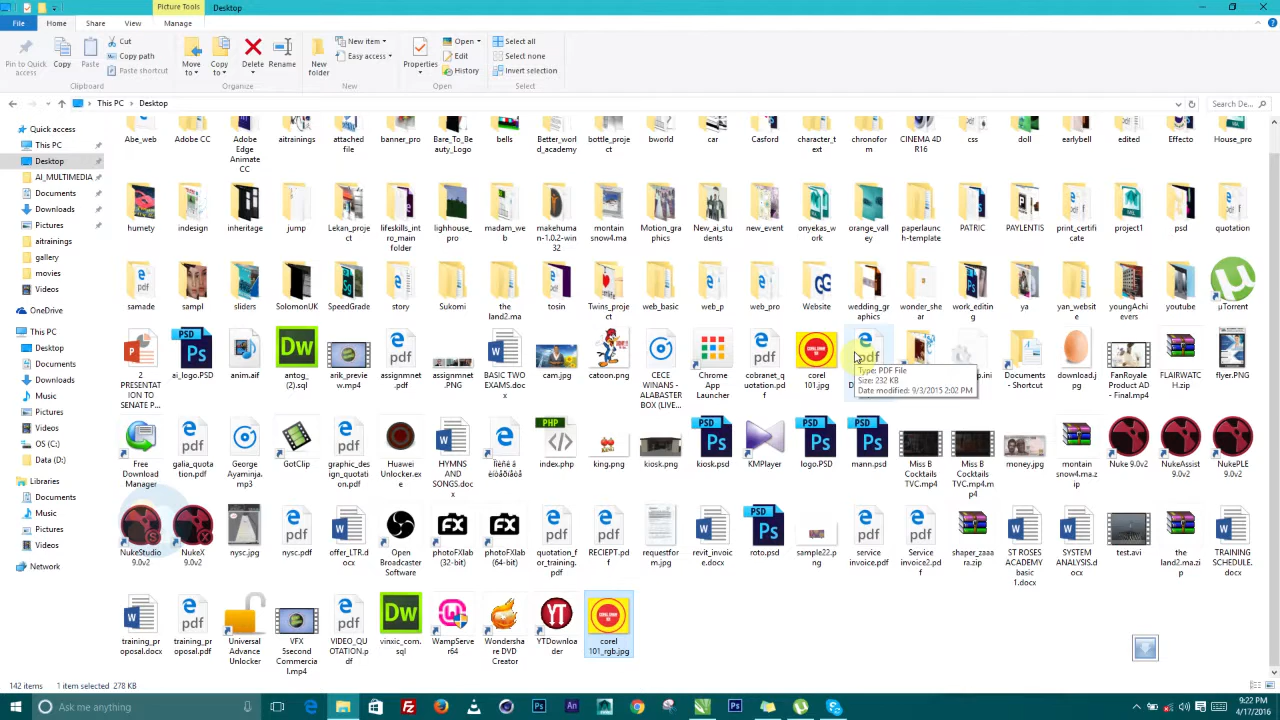 Picture Tools
Desktop
File
Home
Share
View
Manage
Pin to Quick access
Copy
Paste
Cut
Copy path
Paste shortcut
Clipboard
Move to
Copy to
Delete
Rename
Organize
New folder
New item
Easy access
New
Properties
Open
Edit
History
Open
Select all
Select none
Invert selection
Select
This PC
Desktop
Search De...
Quick access
This PC
Desktop
AI_MULTIMEDIA
Documents
Downloads
Pictures
aitrainings
gallery
movies
Videos
OneDrive
This PC
Desktop
Documents
Downloads
Music
Pictures
Videos
OS (C:)
Data (D:)
Libraries
Documents
Music
Pictures
Videos
Network
Abe_web
Adobe CC
Adobe Edge Animate CC
aitrainings
attached file
banner_pro
Bare_To_Beauty_Logo
bells
Better_world_academy
bottle_project
bworld
car
Casford
character_text
chronoform
CINEMA 4D R16
css
doll
earlybell
edited
Effecto
House_pro
humety
indesign
inheritance
jump
Lekan_project
lifeskills_intro_main folder
lighhouse_pro
madam_web
makehuman-1.0.2-win32
montain snow4.ma
Motion_graphics
New_ai_students
new_event
onyekas_work
orange_valley
paperlaunch-template
PATRIC
PAYLENTIS
print_certificate
project1
psd
quotation
samade
sampl
sliders
SolomonUK
SpeedGrade
story
Sukomi
the land2.ma
tosin
Twins_project
web_basic
web_p
web_pro
Website
wedding_graphics
wonder_shear
work_editing
ya
yan_website
youngAchievers
youtube
µTorrent
2 PRESENTATION TO SENATE P...
ai_logo.PSD
anim.aif
antog_(2).sql
arik_preview.mp4
assignmnet.pdf
assignmnet.PNG
BASIC TWO EXAMS.docx
cam.jpg
catoon.png
CECE WINANS - ALABASTER BOX (LIVE...
Chrome App Launcher
cobranet_quotation.pdf
corel 101.jpg
Type: PDF File
Size: 232 KB
Date modified: 9/3/2015 2:02 PM
Documents - Shortcut
download.jpg
FanRoyale Product AD - Final.mp4
FLAIRWATCH.zip
flyer.PNG
Free Download Manager
galia_quotation.pdf
George Ayaminja.mp3
GotClip
graphic_design_quotation.pdf
Huawei Unlocker.exe
HYMNS AND SONGS.docx
index.php
king.png
kiosk.png
kiosk.psd
KMPlayer
logo.PSD
mann.psd
Miss B Cocktails TVC.mp4
Miss B Cocktails TVC.mp4.mp4
money.jpg
montain snow4.ma.zip
Nuke 9.0v2
NukeAssist 9.0v2
NukePLE 9.0v2
NukeStudio 9.0v2
NukeX 9.0v2
nysc.jpg
nysc.pdf
offer_LTR.docx
Open Broadcaster Software
photoFXlab (32-bit)
photoFXlab (64-bit)
quotation_for_training.pdf
RECIEPT.pdf
requestform.jpg
revit_invoice.docx
roto.psd
sample22.png
service invoice.pdf
Service invoice2.pdf
shaper_zaaara.zip
ST ROSES ACADEMY basic 1.docx
SYSTEM ANALYSIS.docx
test.avi
the land2.ma.zip
TRAINING SCHEDULE.docx
training_proposal.docx
training_proposal.pdf
Universal Advance Unlocker
VFX 5second Commercial.mp4
VIDEO_QUOTATION.pdf
vinxic_com.sql
WampServer64
Wondershare DVD Creator
YTDownloader
corel 101_rgb.jpg
142 items
1 item selected 278 KB
Ask me anything
9:22 PM
4/17/2016